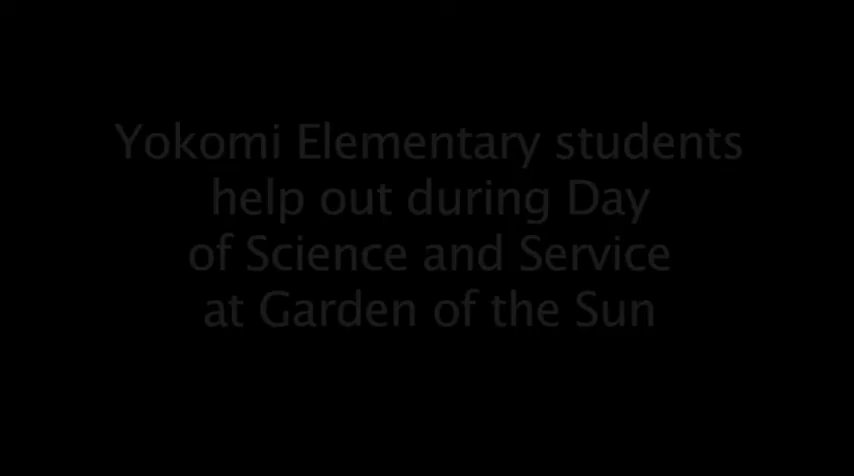 Yokomi Elementary students
help out during Day
of Science and Service
at Garden of the Sun